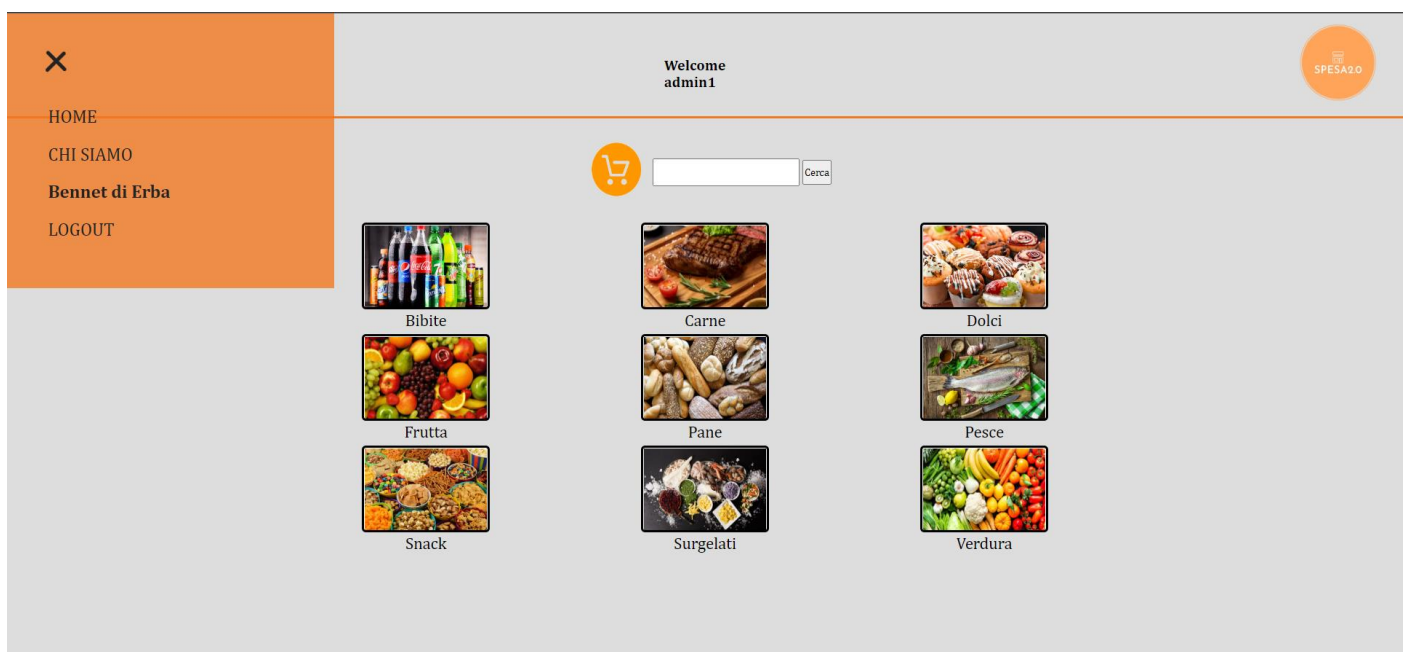 HOME
CHI SIAMO
Bennet di Erba
LOGOUT
Welcome
admin1
SPESA2.0
Cerca
Bibite
Carne
Dolci
Frutta
Pane
Pesce
Snack
Surgelati
Verdura